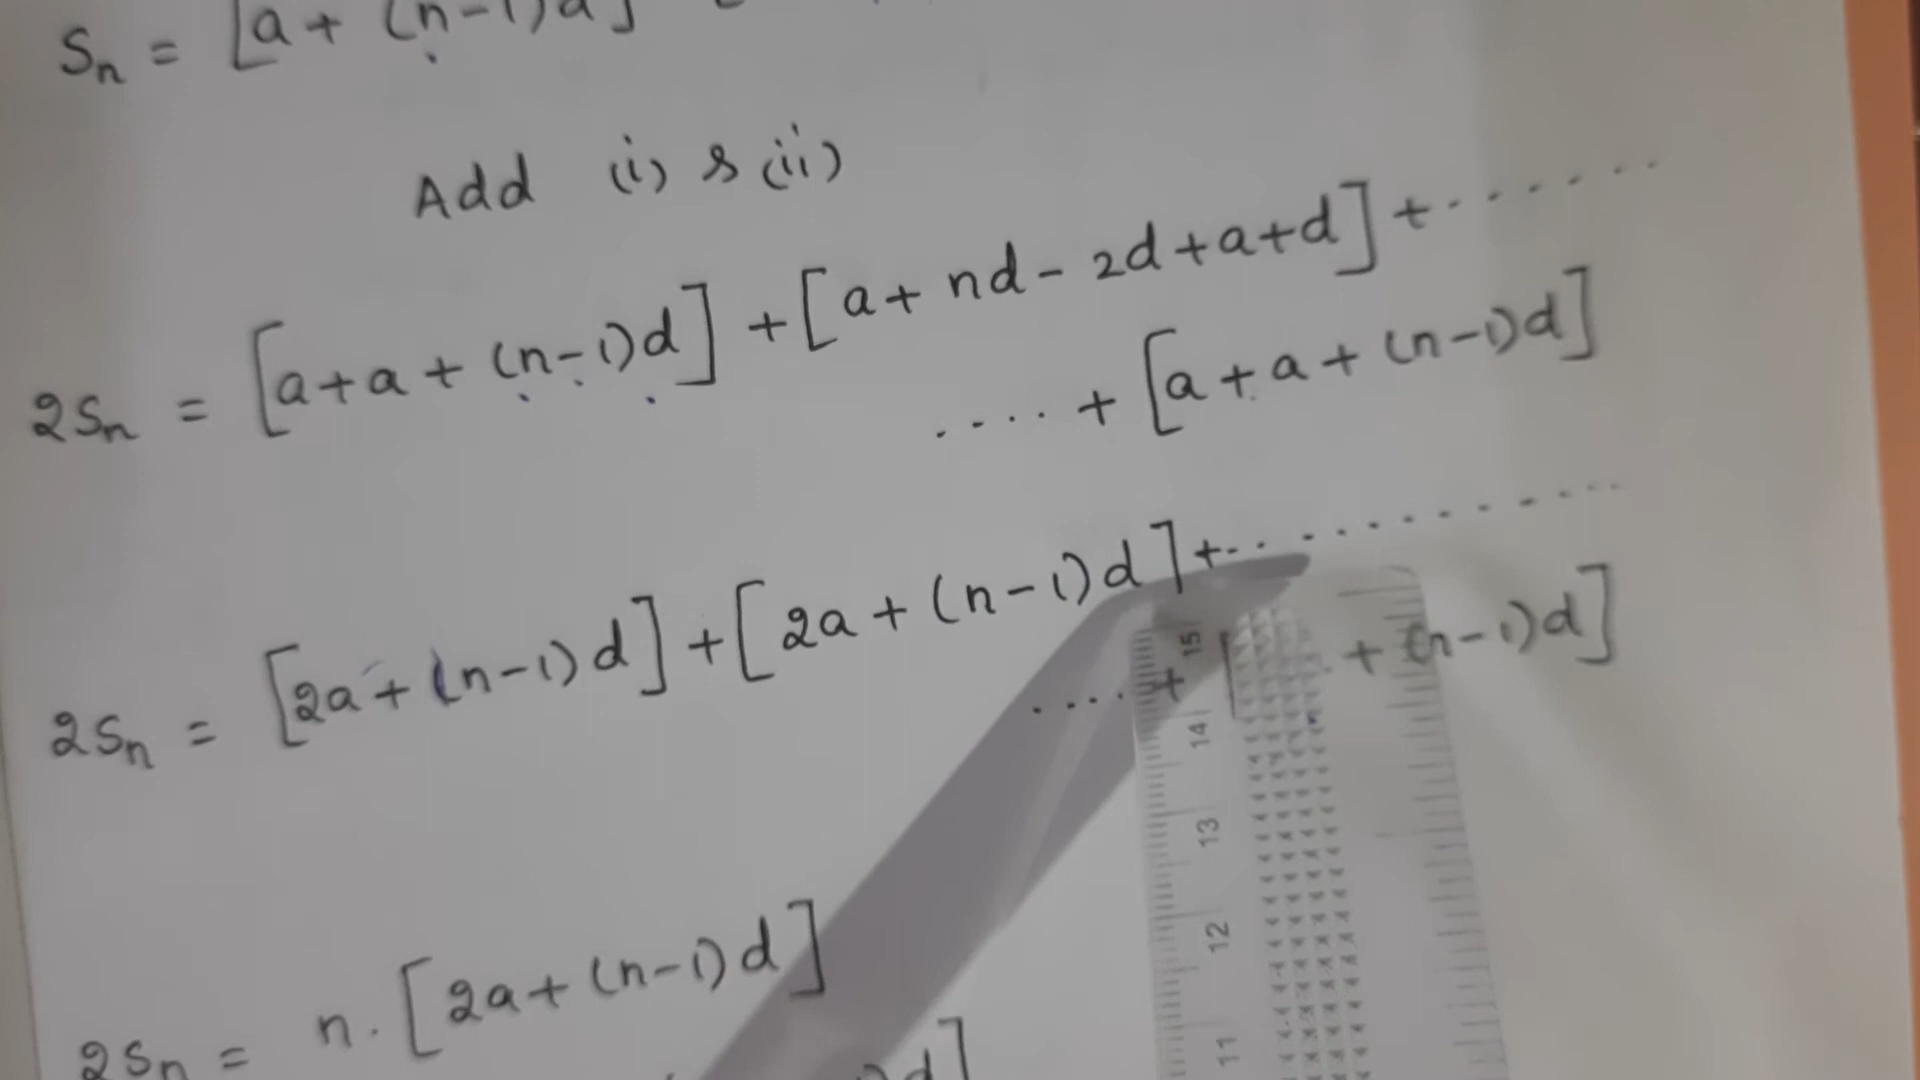 Sn = [a + (n-1)d]
Add (i) & (ii)
2Sn = [a+a+(n-1)d] + [a+nd-2d+a+d] + .......
.... + [a+a+(n-1)d]
2Sn = [2a+(n-1)d] + [2a+(n-1)d] + ...........
.... + [ + (n-1)d]
2Sn = n.[2a+(n-1)d]
)d]
15
14
13
12
11